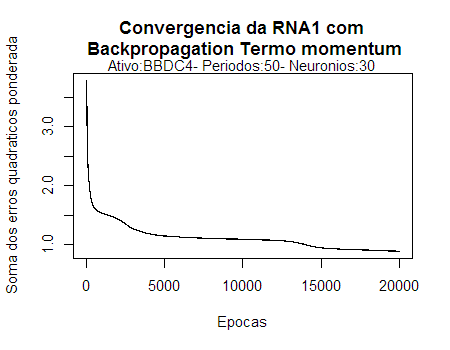 Convergencia da RNA1 com
Backpropagation Termo momentum
Ativo:BBDC4- Periodos:50- Neuronios:30
Soma dos erros quadraticos ponderada
3.0
2.0
1.0
0
5000
10000
15000
20000
Epocas